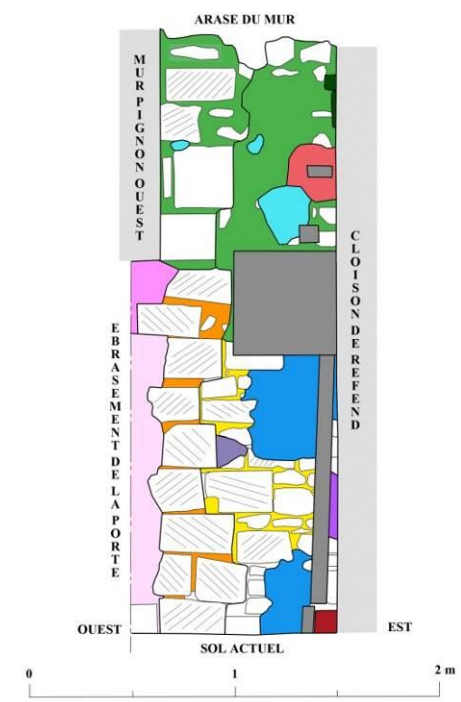 ARASE DU MUR
MUR PIGNON OUEST
CLOISON DE REFEND
EBRASEMENT DE LA PORTE
OUEST
EST
SOL ACTUEL
0
1
2 m